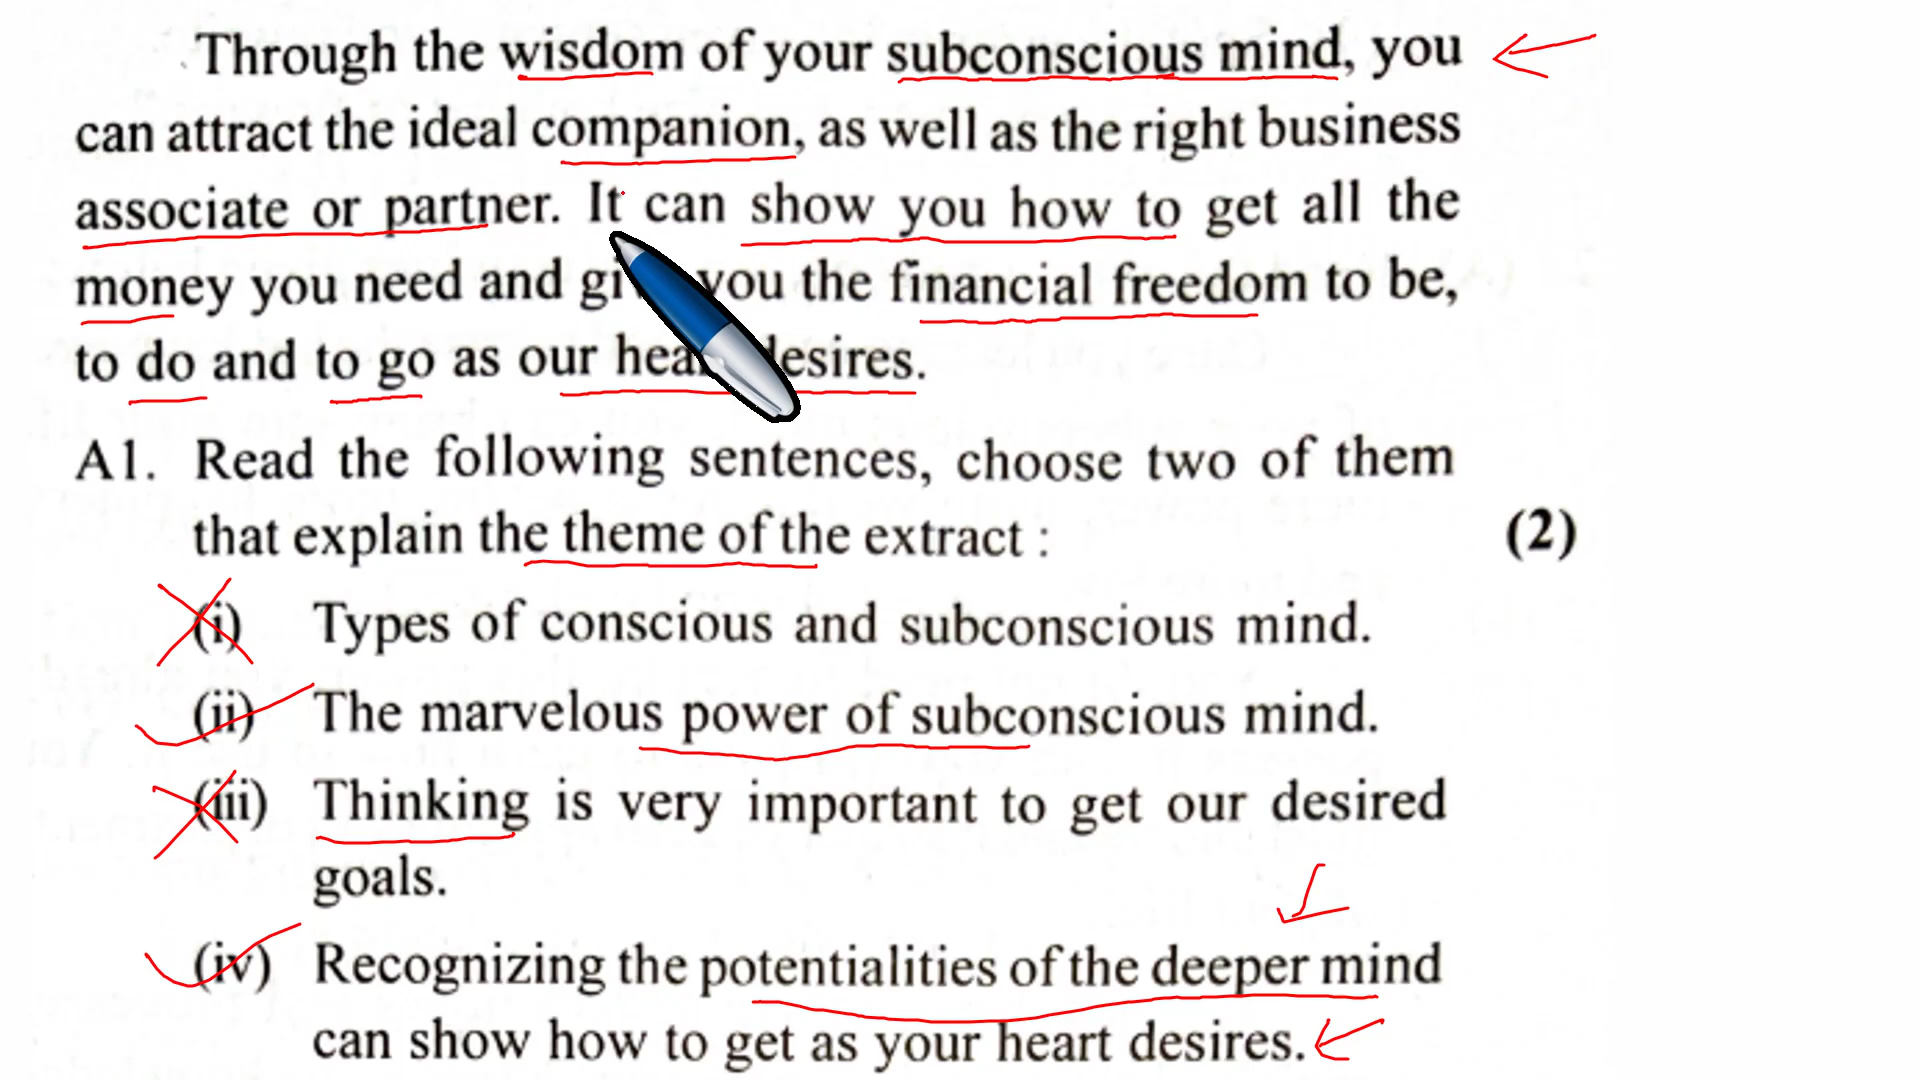 Through the wisdom of your subconscious mind, you
can attract the ideal companion, as well as the right business
associate or partner. It can show you how to get all the
money you need and you the financial freedom to be,
to do and to go as our desires.
A1. Read the following sentences, choose two of them
that explain the theme of the extract : (2)
(i) Types of conscious and subconscious mind.
(ii) The marvelous power of subconscious mind.
(iii) Thinking is very important to get our desired
goals.
(iv) Recognizing the potentialities of the deeper mind
can show how to get as your heart desires.